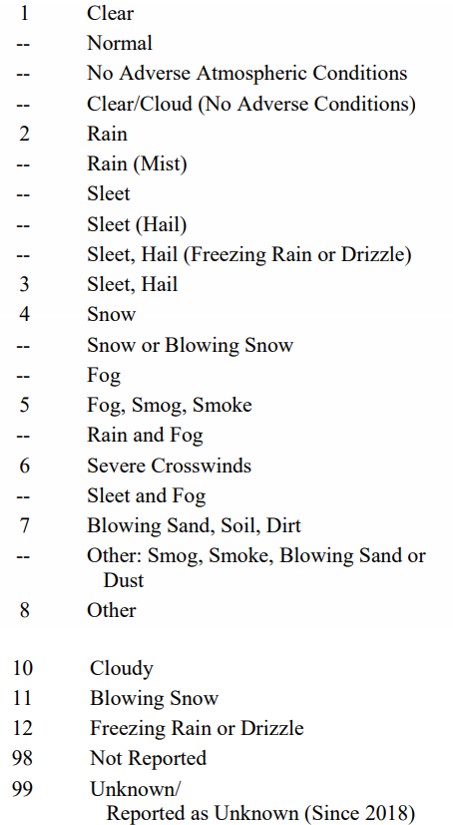 1 Clear
-- Normal
-- No Adverse Atmospheric Conditions
-- Clear/Cloud (No Adverse Conditions)
2 Rain
-- Rain (Mist)
-- Sleet
-- Sleet (Hail)
-- Sleet, Hail (Freezing Rain or Drizzle)
3 Sleet, Hail
4 Snow
-- Snow or Blowing Snow
-- Fog
5 Fog, Smog, Smoke
-- Rain and Fog
6 Severe Crosswinds
-- Sleet and Fog
7 Blowing Sand, Soil, Dirt
-- Other: Smog, Smoke, Blowing Sand or
Dust
8 Other
10 Cloudy
11 Blowing Snow
12 Freezing Rain or Drizzle
98 Not Reported
99 Unknown/
Reported as Unknown (Since 2018)